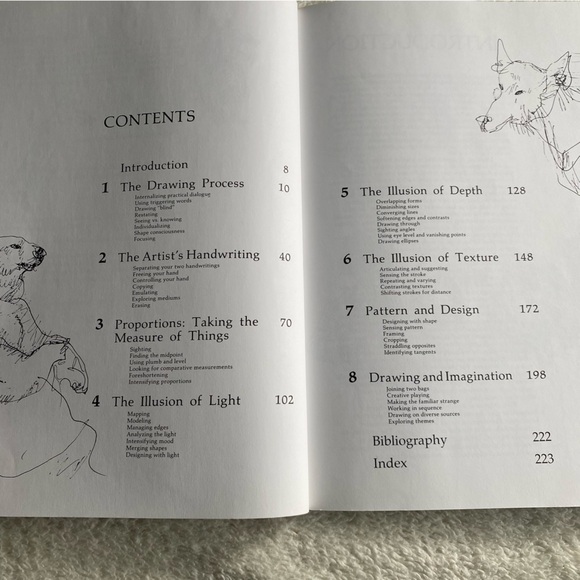 CONTENTS
Introduction 8
1 The Drawing Process 10
Internalizing practical dialogue
Using triggering words
Drawing "blind"
Restating
Seeing vs. knowing
Individualizing
Shape consciousness
Focusing
2 The Artist's Handwriting 40
Separating your two handwritings
Freeing your hand
Controlling your hand
Copying
Emulating
Exploring mediums
Erasing
3 Proportions: Taking the 70
Measure of Things
Sighting
Finding the midpoint
Using plumb and level
Looking for comparative measurements
Foreshortening
Intensifying proportions
4 The Illusion of Light 102
Mapping
Modeling
Managing edges
Analyzing the light
Intensifying mood
Merging shapes
Designing with light
5 The Illusion of Depth 128
Overlapping forms
Diminishing sizes
Converging lines
Softening edges and contrasts
Drawing through
Sighting angles
Using eye level and vanishing points
Drawing ellipses
6 The Illusion of Texture 148
Articulating and suggesting
Sensing the stroke
Repeating and varying
Contrasting textures
Shifting strokes for distance
7 Pattern and Design 172
Designing with shape
Sensing pattern
Framing
Cropping
Straddling opposites
Identifying tangents
8 Drawing and Imagination 198
Joining two bags
Creative playing
Making the familiar strange
Working in sequence
Drawing on diverse sources
Exploring themes
Bibliography 222
Index 223